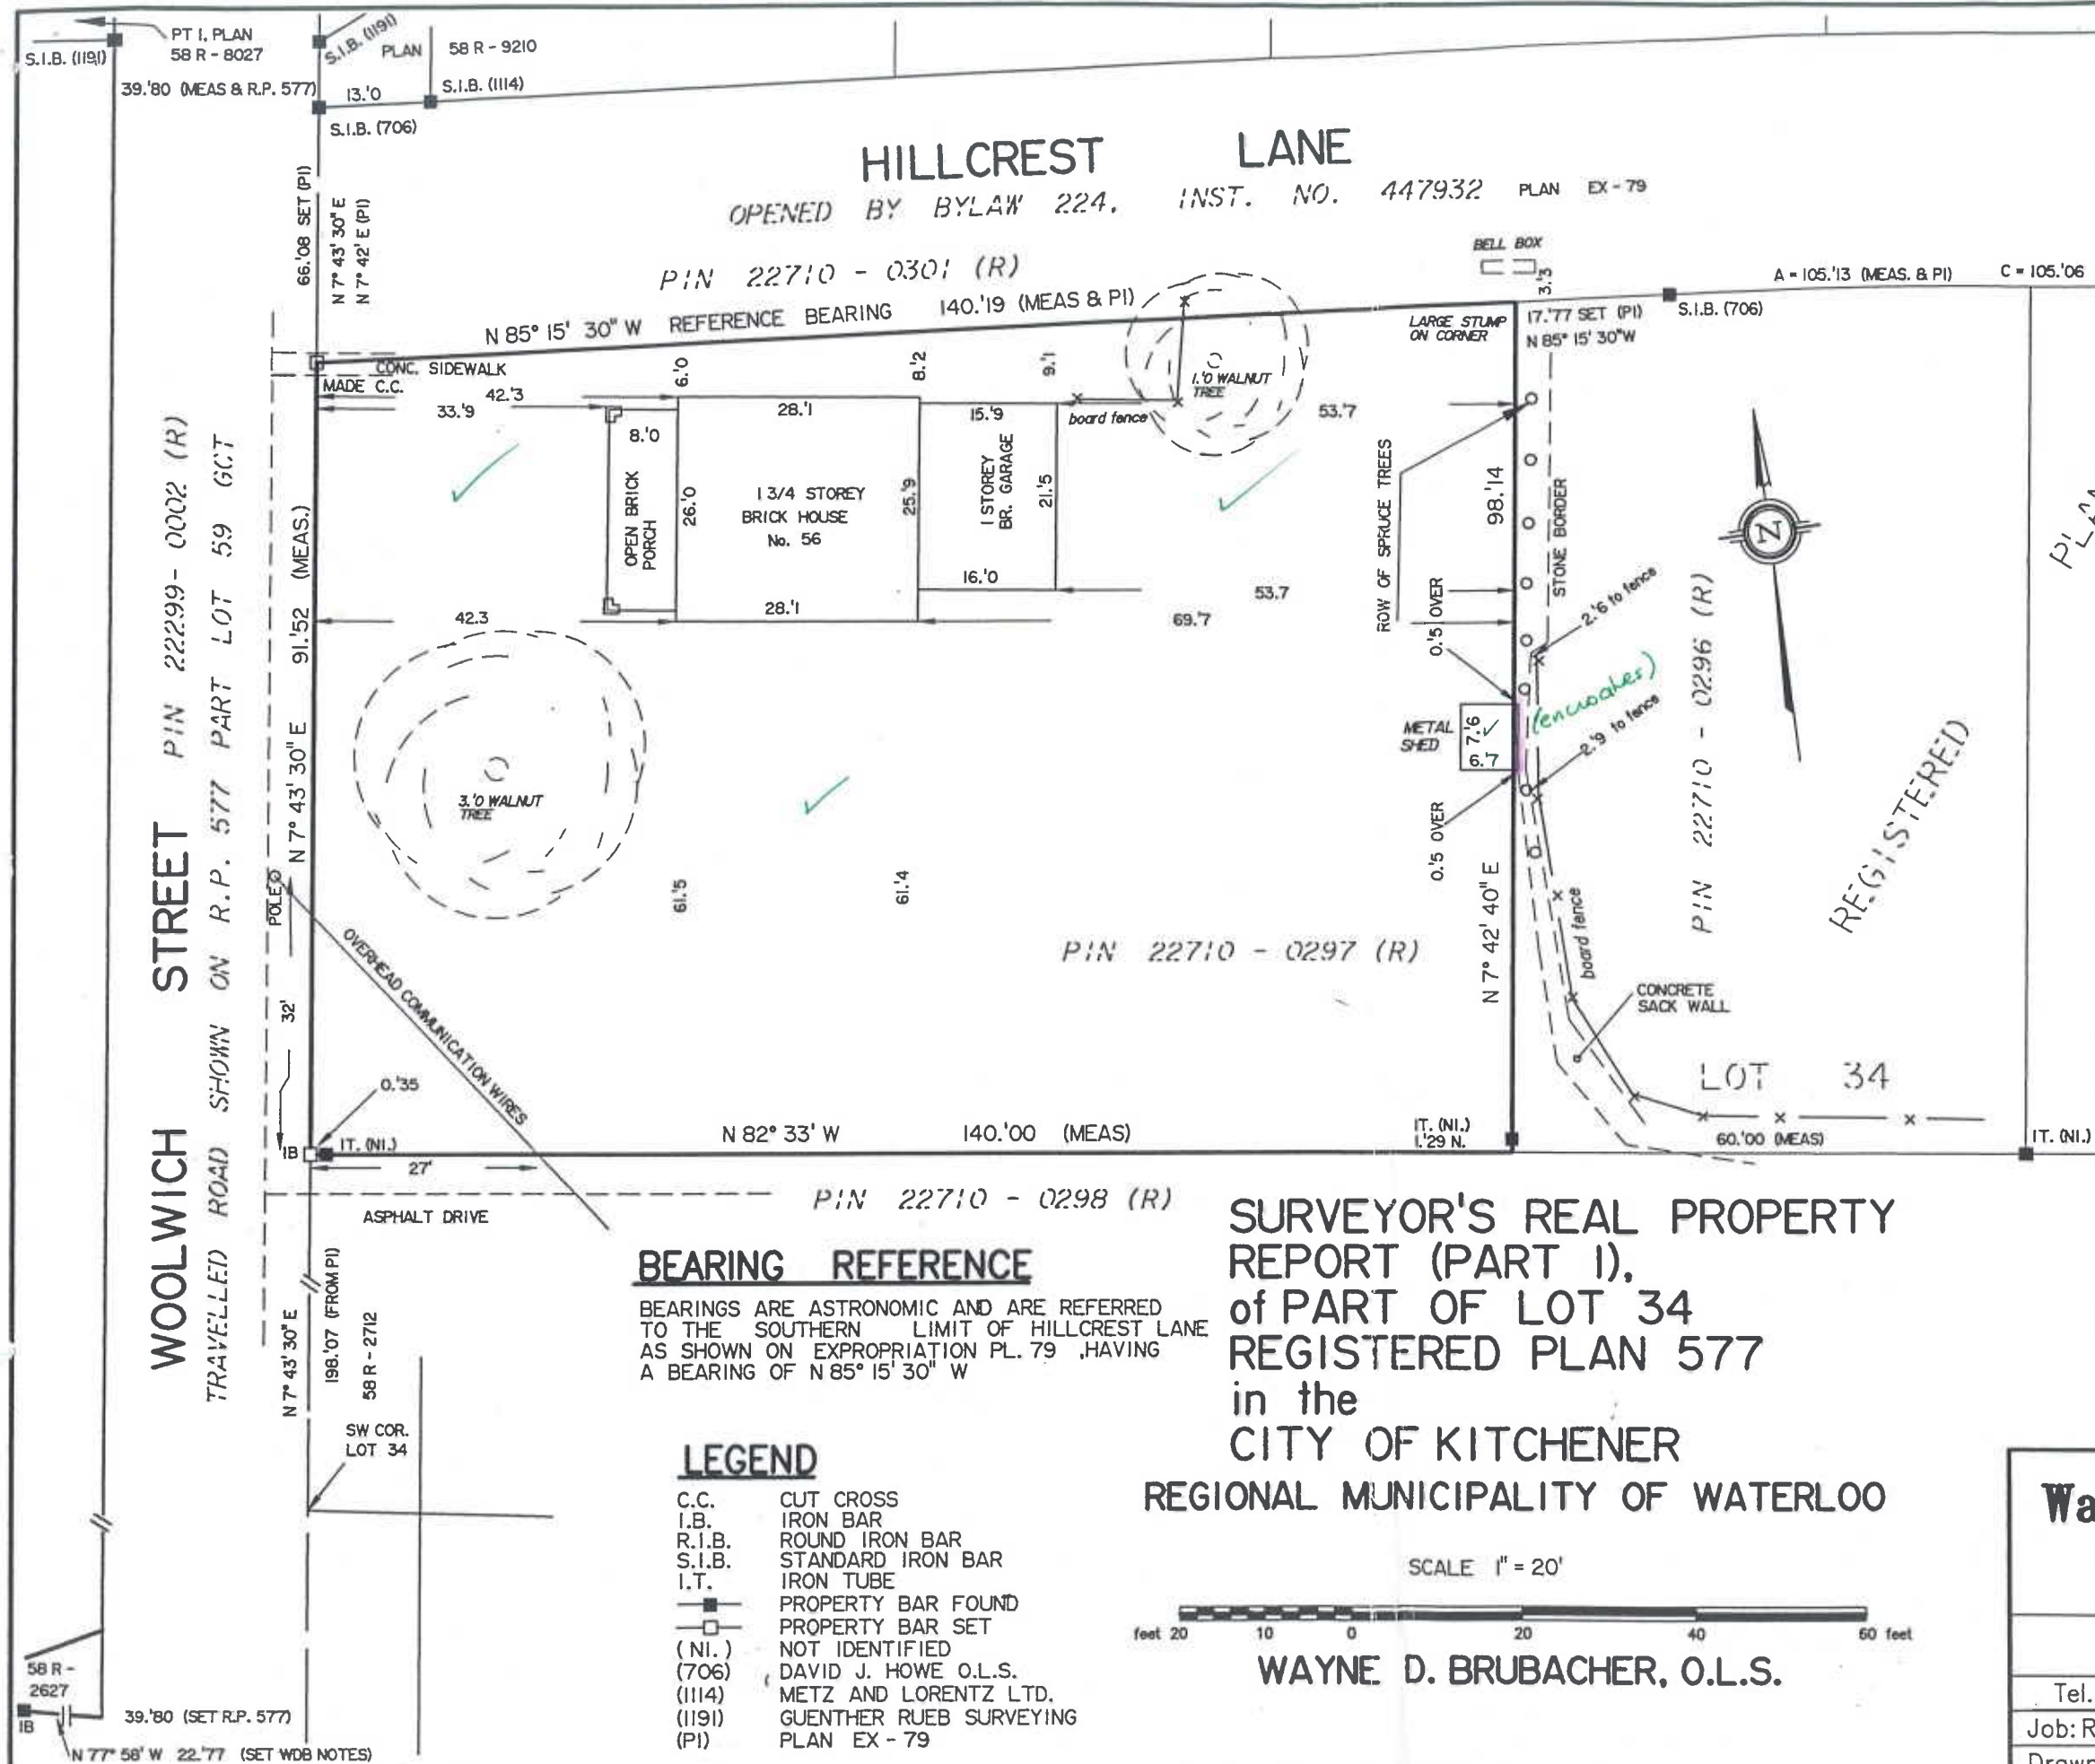 PT 1, PLAN
58 R - 8027
S.I.B. (1191)
S.I.B. (1191)
PLAN
58 R - 9210
39.'80 (MEAS & R.P. 577)
13.'0
S.I.B. (1114)
S.I.B. (706)
HILLCREST LANE
OPENED BY BYLAW 224. INST. NO. 447932 PLAN EX - 79
66.'08 SET (P1)
N 7° 43' 30" E
N 7° 42' E (P1)
PIN 22710 - 0301 (R)
BELL BOX
3.'3
A = 105.'13 (MEAS. & P1)
C = 105.'06
N 85° 15' 30" W REFERENCE BEARING 140.'19 (MEAS & P1)
LARGE STUMP
ON CORNER
17.'77 SET (P1)
N 85° 15' 30"W
S.I.B. (706)
CONC. SIDEWALK
MADE C.C.
6.'0
8.'2
9.'1
1.'0 WALNUT
TREE
42.'3
33.'9
28.'1
15.'9
board fence
53.'7
8.'0
OPEN BRICK
PORCH
26.'0
1 3/4 STOREY
BRICK HOUSE
No. 56
25.'9
1 STOREY
BR. GARAGE
21.'5
16.'0
28.'1
42.'3
53.7
69.'7
ROW OF SPRUCE TREES
98.'14
STONE BORDER
N
0.'5 OVER
2.'6 to fence
(encroaches)
METAL
SHED
7.'6
6.'7
2.'9 to fence
0.'5 OVER
N 7° 42' 40" E
PIN 22710 - 0296 (R)
REGISTERED
WOOLWICH STREET PIN 22299- 0002 (R)
TRAVELLED ROAD SHOWN ON R.P. 577 PART LOT 59 GCT
N 7° 43' 30" E 91.'52 (MEAS.)
3.'0 WALNUT
TREE
POLE
OVERHEAD COMMUNICATION WIRES
61.'5
61.'4
PIN 22710 - 0297 (R)
board fence
CONCRETE
SACK WALL
LOT 34
32'
0.'35
IB
IT. (NI.)
27'
N 82° 33' W 140.'00 (MEAS)
IT. (NI.)
1.'29 N.
60.'00 (MEAS)
IT. (NI.)
PIN 22710 - 0298 (R)
ASPHALT DRIVE
N 7° 43' 30" E
198.'07 (FROM P1)
58 R - 2712
SW COR.
LOT 34
BEARING REFERENCE
BEARINGS ARE ASTRONOMIC AND ARE REFERRED
TO THE SOUTHERN LIMIT OF HILLCREST LANE
AS SHOWN ON EXPROPRIATION PL. 79 ,HAVING
A BEARING OF N 85° 15' 30" W
SURVEYOR'S REAL PROPERTY
REPORT (PART 1),
of PART OF LOT 34
REGISTERED PLAN 577
in the
CITY OF KITCHENER
REGIONAL MUNICIPALITY OF WATERLOO
SCALE 1" = 20'
feet 20 10 0 20 40 60 feet
WAYNE D. BRUBACHER, O.L.S.
LEGEND
C.C. CUT CROSS
I.B. IRON BAR
R.I.B. ROUND IRON BAR
S.I.B. STANDARD IRON BAR
I.T. IRON TUBE
PROPERTY BAR FOUND
PROPERTY BAR SET
(NI.) NOT IDENTIFIED
(706) DAVID J. HOWE O.L.S.
(1114) METZ AND LORENTZ LTD.
(1191) GUENTHER RUEB SURVEYING
(P1) PLAN EX - 79
58 R -
2627
IB
39.'80 (SET R.P. 577)
N 77° 58' W 22.'77 (SET WDB NOTES)
Tel.